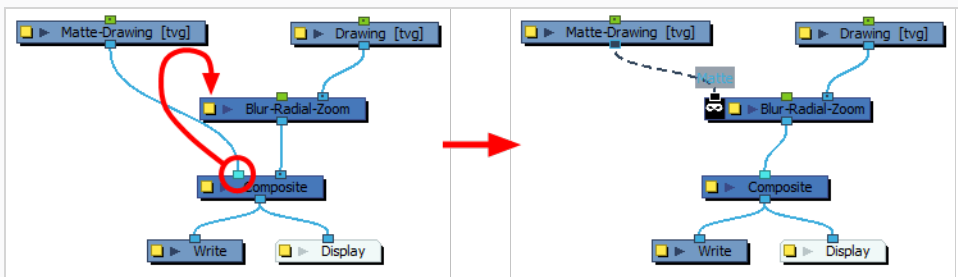 Matte-Drawing [tvg]
Drawing [tvg]
Blur-Radial-Zoom
Composite
Write
Display
Matte-Drawing [tvg]
Drawing [tvg]
Matte
Blur-Radial-Zoom
Composite
Write
Display